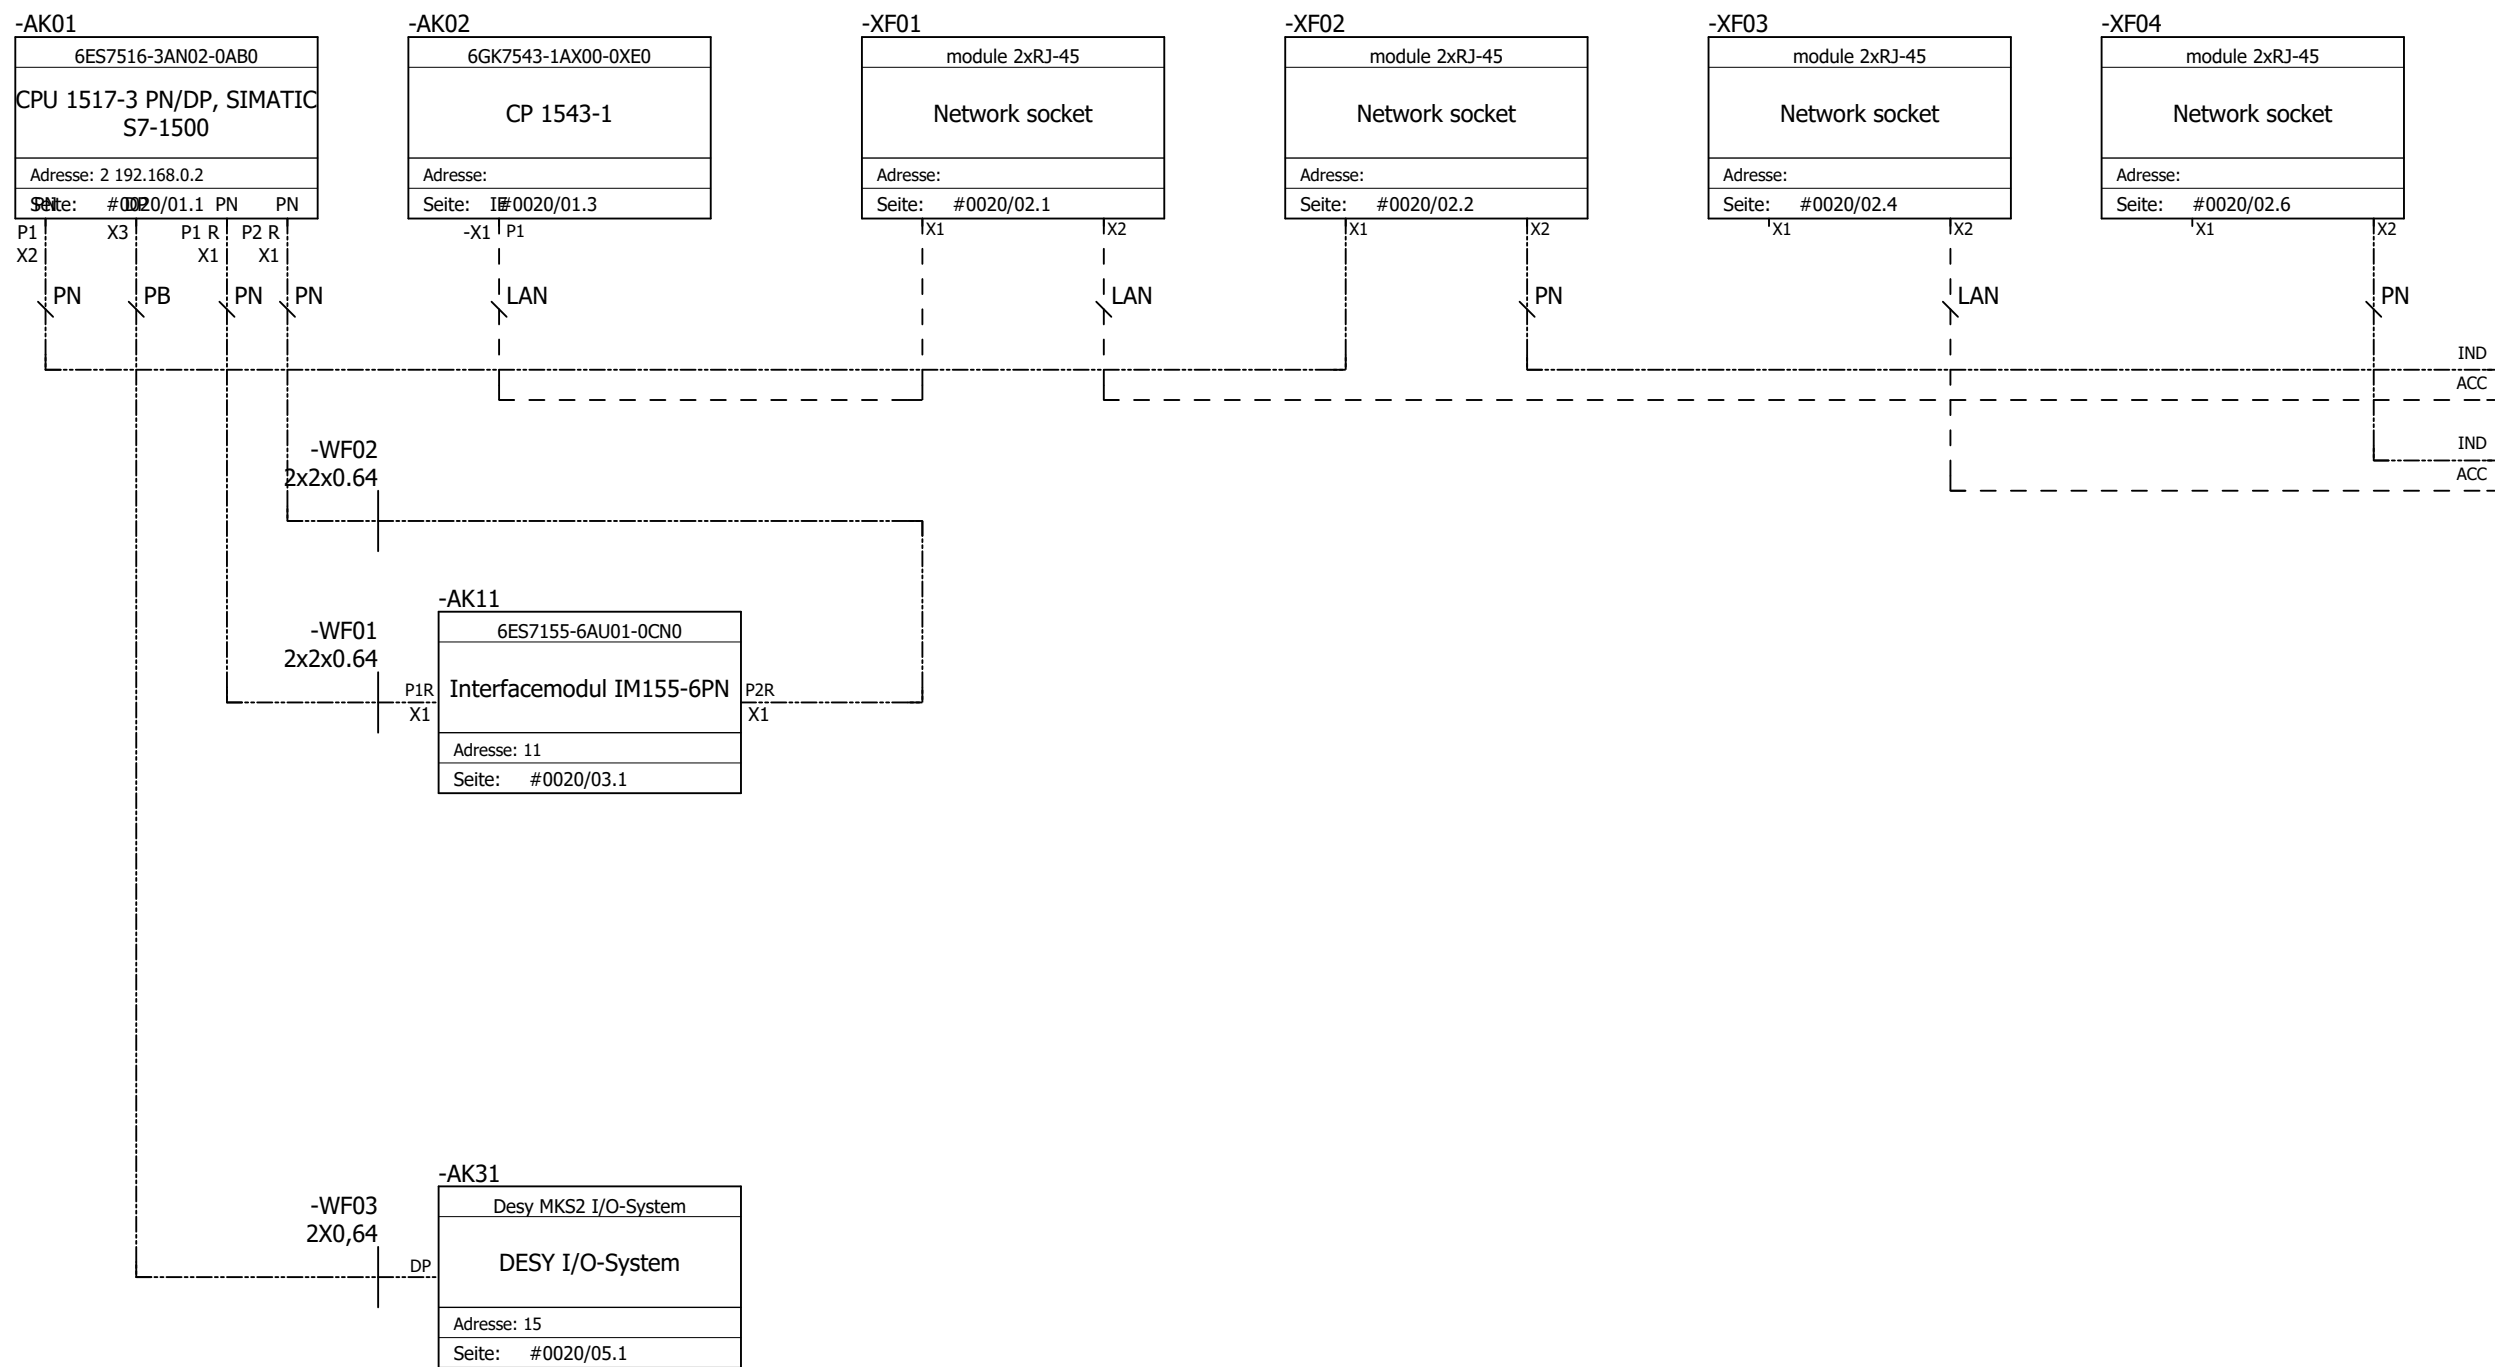 -AK01
6ES7516-3AN02-0AB0
CPU 1517-3 PN/DP, SIMATIC
S7-1500
Adresse: 2 192.168.0.2
Seite: #0020/01.1
PN DP PN PN
P1 X3 P1 R P2 R
X2 X1 X1
PN PB PN PN
-AK02
6GK7543-1AX00-0XE0
CP 1543-1
Adresse:
Seite: #0020/01.3
IE
-X1 P1
LAN
-XF01
module 2xRJ-45
Network socket
Adresse:
Seite: #0020/02.1
X1 X2
LAN
-XF02
module 2xRJ-45
Network socket
Adresse:
Seite: #0020/02.2
X1 X2
PN
-XF03
module 2xRJ-45
Network socket
Adresse:
Seite: #0020/02.4
X1 X2
LAN
-XF04
module 2xRJ-45
Network socket
Adresse:
Seite: #0020/02.6
X1 X2
PN
IND
ACC
IND
ACC
-WF02
2x2x0.64
-WF01
2x2x0.64
-AK11
6ES7155-6AU01-0CN0
P1R Interfacemodul IM155-6PN P2R
X1 X1
Adresse: 11
Seite: #0020/03.1
-WF03
2X0,64
-AK31
Desy MKS2 I/O-System
DP DESY I/O-System
Adresse: 15
Seite: #0020/05.1